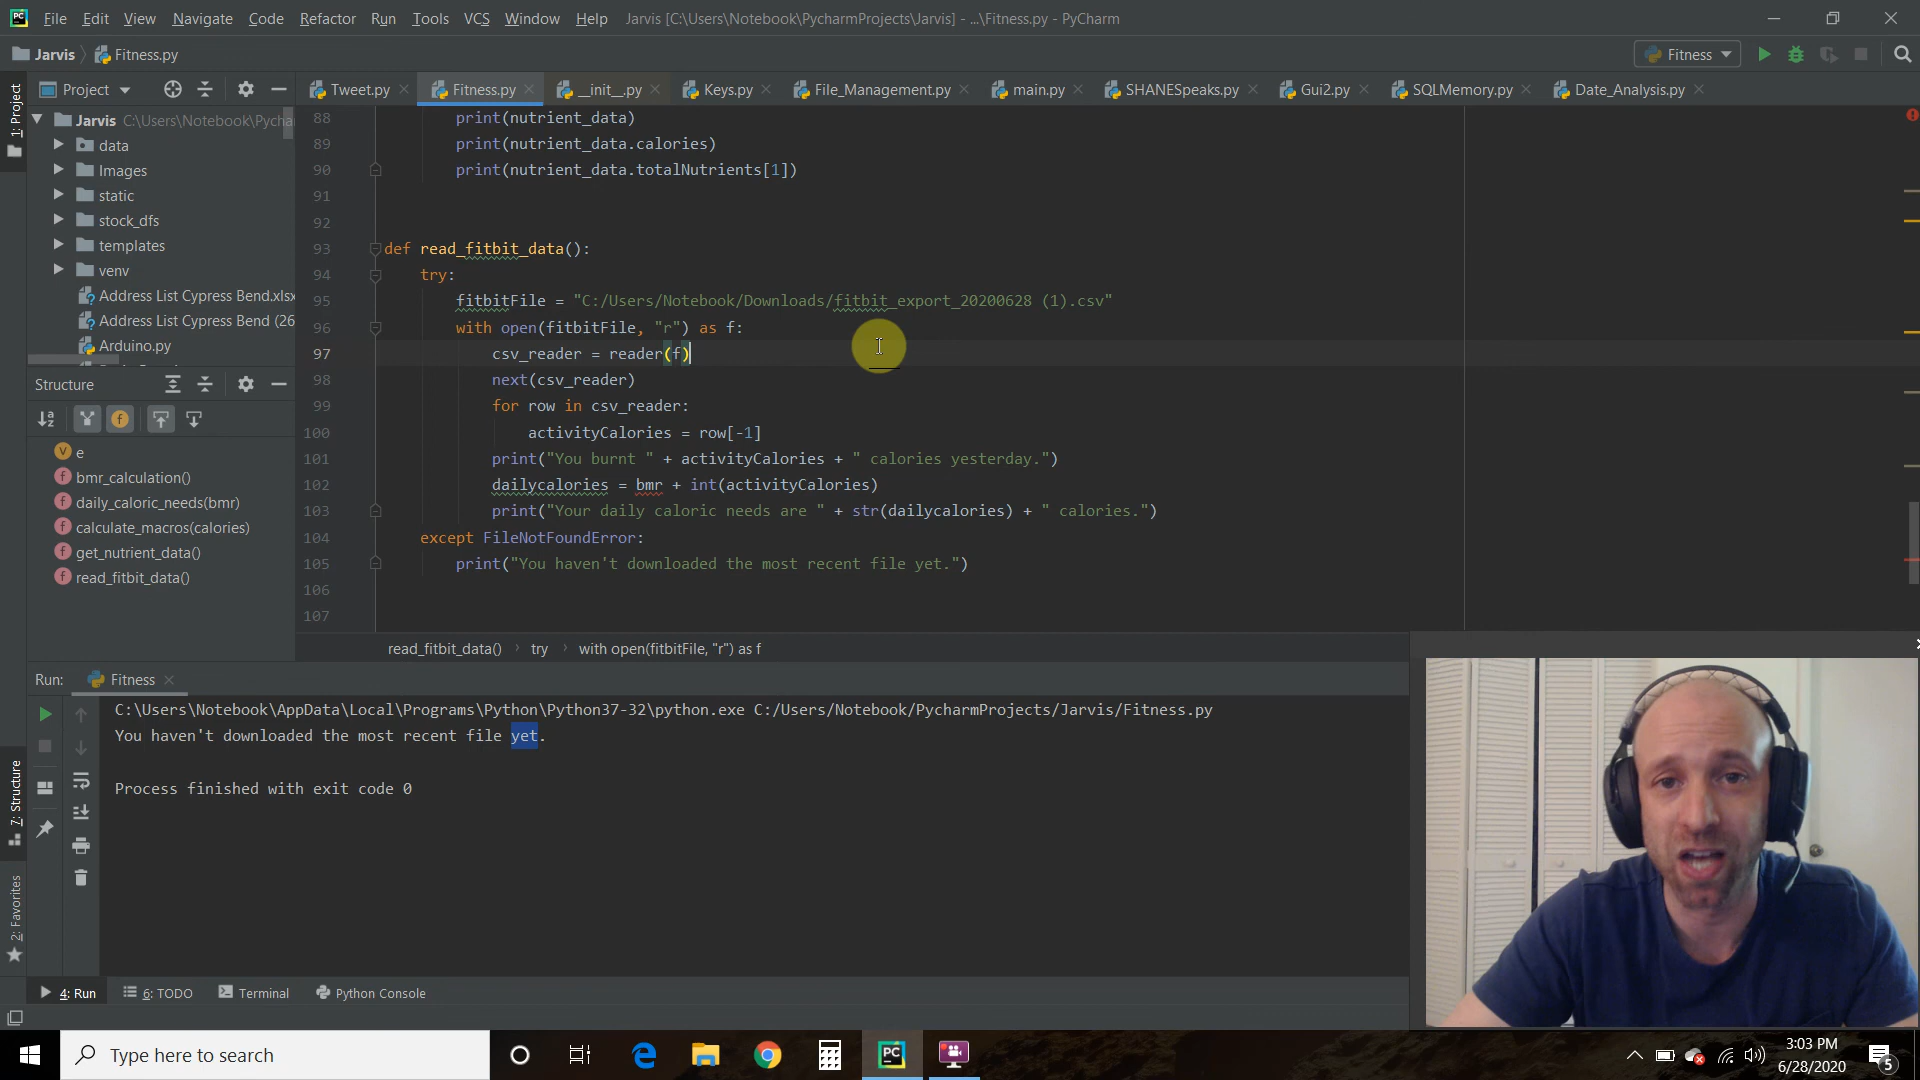 PC File Edit View Navigate Code Refactor Run Tools VCS Window Help Jarvis [C:\Users\Notebook\PycharmProjects\Jarvis] - ...\Fitness.py - PyCharm
Jarvis Fitness.py
Fitness
Project
Tweet.py Fitness.py __init__.py Keys.py File_Management.py main.py SHANESpeaks.py Gui2.py SQLMemory.py Date_Analysis.py
1: Project
Jarvis C:\Users\Notebook\Pycha
data
Images
static
stock_dfs
templates
venv
Address List Cypress Bend.xlsx
Address List Cypress Bend (26
Arduino.py
88 print(nutrient_data)
89 print(nutrient_data.calories)
90 print(nutrient_data.totalNutrients[1])
91
92
93 def read_fitbit_data():
94 try:
95 fitbitFile = "C:/Users/Notebook/Downloads/fitbit_export_20200628 (1).csv"
96 with open(fitbitFile, "r") as f:
97 csv_reader = reader(f)
98 next(csv_reader)
99 for row in csv_reader:
100 activityCalories = row[-1]
101 print("You burnt " + activityCalories + " calories yesterday.")
102 dailycalories = bmr + int(activityCalories)
103 print("Your daily caloric needs are " + str(dailycalories) + " calories.")
104 except FileNotFoundError:
105 print("You haven't downloaded the most recent file yet.")
106
107
Structure
e
bmr_calculation()
daily_caloric_needs(bmr)
calculate_macros(calories)
get_nutrient_data()
read_fitbit_data()
read_fitbit_data() try with open(fitbitFile, "r") as f
Run: Fitness
C:\Users\Notebook\AppData\Local\Programs\Python\Python37-32\python.exe C:/Users/Notebook/PycharmProjects/Jarvis/Fitness.py
You haven't downloaded the most recent file yet.
Process finished with exit code 0
7: Structure
2: Favorites
4: Run 6: TODO Terminal Python Console
Type here to search
PC
3:03 PM
6/28/2020
5